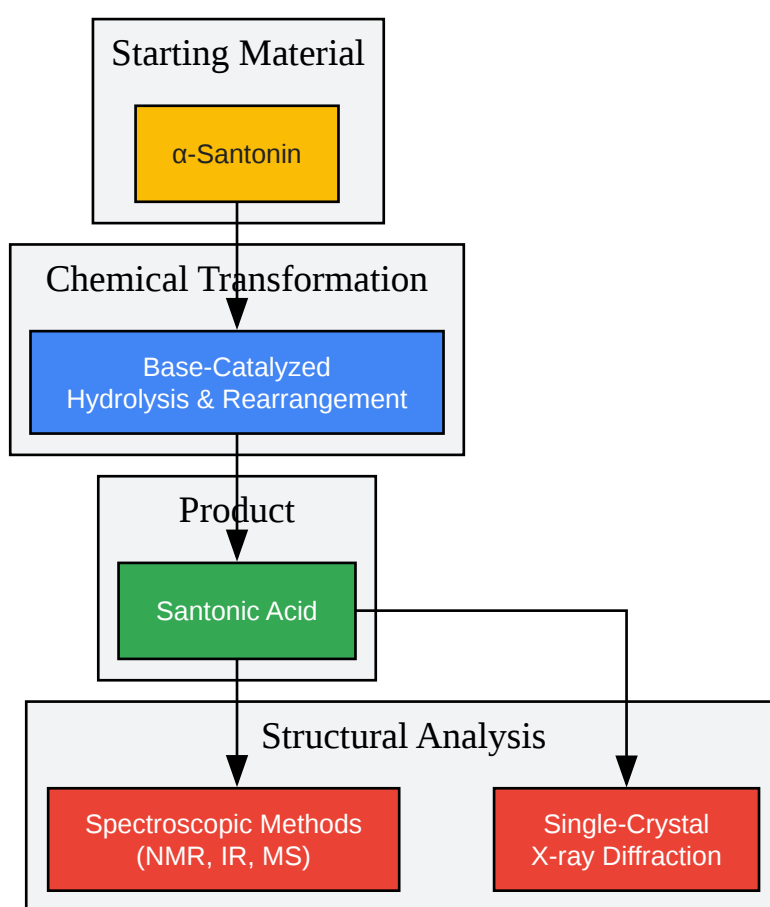 Starting Material
α-Santonin
Chemical Transformation
Base-Catalyzed
Hydrolysis & Rearrangement
Product
Santonic Acid
Structural Analysis
Spectroscopic Methods
(NMR, IR, MS)
Single-Crystal
X-ray Diffraction